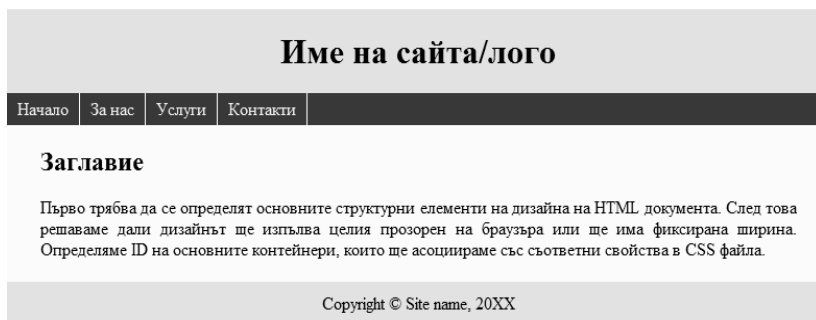 Име на сайта/лого
Начало За нас Услуги Контакти
Заглавие
Първо трябва да се определят основните структурни елементи на дизайна на HTML документа. След това
решаваме дали дизайнът ще изпълва целия прозорен на браузъра или ще има фиксирана ширина.
Определяме ID на основните контейнери, които ще асоциираме със съответни свойства в CSS файла.
Copyright © Site name, 20XX